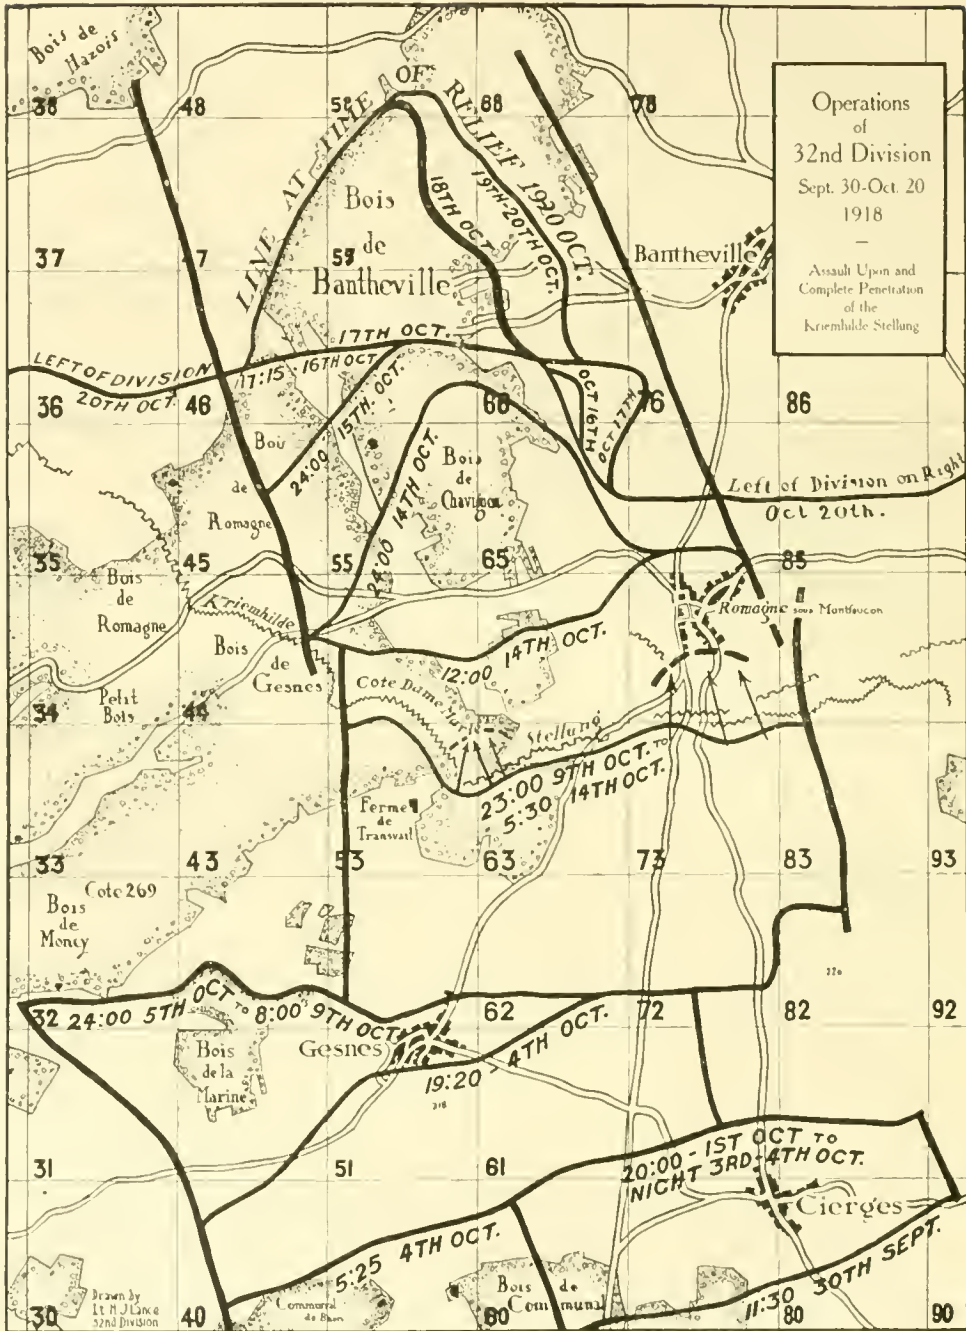 Operations
of
32nd Division
Sept. 30-Oct. 20
1918
Assault Upon and
Complete Penetration
of the
Kriemhilde Stellung
Bois de
Hazois
38
48
58
68
78
LINE AT TIME OF RELIEF 1920 OCT.
18TH OCT.
19TH-20TH OCT.
Bois
de
Bantheville
Bantheville
37
47
57
17TH OCT.
LEFT OF DIVISION
20TH OCT.
17:15-16TH OCT
24:00 15TH. OCT.
24:00 14TH OCT.
OCT 16TH
OCT 17TH
36
46
66
76
86
Bois
de
Romagne
Bois
de
Chavignon
Left of Division on Right
Oct 20th.
35
45
55
65
85
Bois
de
Romagne
Kriemhilde
Romagne sous Montfaucon
Bois
de
Gesnes
12:00 14TH OCT.
Petit
Bois
Cote Dame Marie
Stellung
34
44
23:00 9TH OCT. TO
5:30 14TH OCT.
Ferme
de
Transvaal
33
43
53
63
73
83
93
Cote 269
Bois
de
Moncy
220
32
62
72
82
92
24:00 5TH OCT TO 8:00 9TH OCT.
Gesnes
Bois
de la
Marine
19:20 - 4TH OCT.
31
51
61
20:00 - 1ST OCT TO
NIGHT 3RD-4TH OCT.
Cierges
5:25 4TH OCT.
11:30 30TH SEPT.
Bois de
Communal
Communal
30
40
80
90
Drawn by
Lt. H.J. Lance
32nd Division